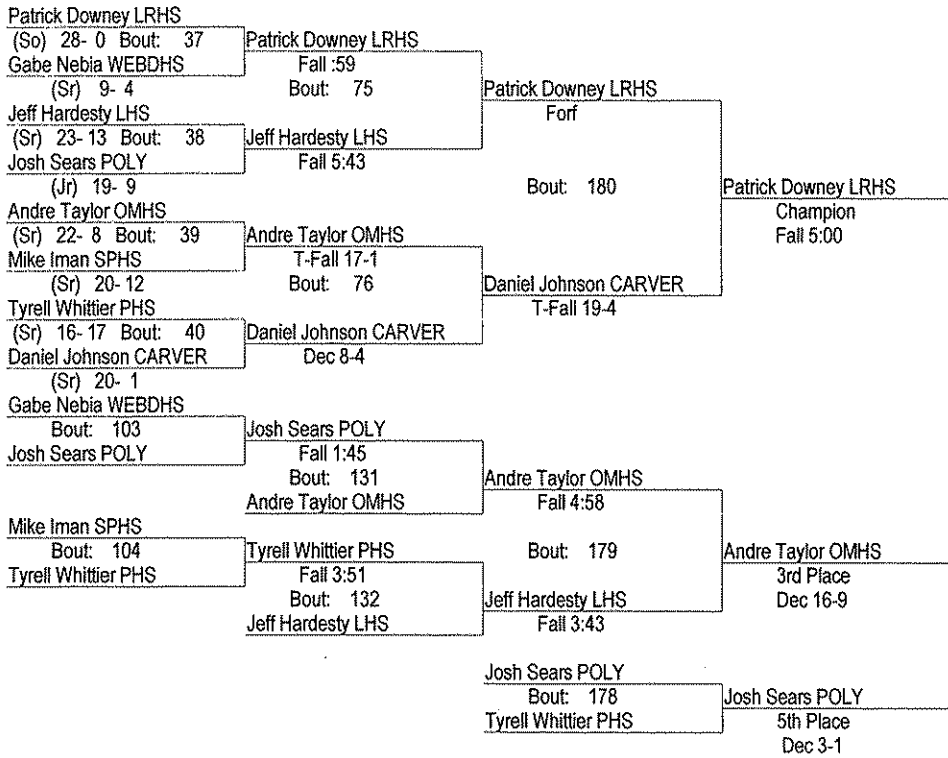 Patrick Downey LRHS
(So) 28- 0 Bout: 37
Gabe Nebia WEBDHS
(Sr) 9- 4
Jeff Hardesty LHS
(Sr) 23- 13 Bout: 38
Josh Sears POLY
(Jr) 19- 9
Andre Taylor OMHS
(Sr) 22- 8 Bout: 39
Mike Iman SPHS
(Sr) 20- 12
Tyrell Whittier PHS
(Sr) 16- 17 Bout: 40
Daniel Johnson CARVER
(Sr) 20- 1
Patrick Downey LRHS
Fall :59
Bout: 75
Jeff Hardesty LHS
Fall 5:43
Andre Taylor OMHS
T-Fall 17-1
Bout: 76
Daniel Johnson CARVER
Dec 8-4
Patrick Downey LRHS
Forf
Bout: 180
Daniel Johnson CARVER
T-Fall 19-4
Patrick Downey LRHS
Champion
Fall 5:00
Gabe Nebia WEBDHS
Bout: 103
Josh Sears POLY
Mike Iman SPHS
Bout: 104
Tyrell Whittier PHS
Josh Sears POLY
Fall 1:45
Bout: 131
Andre Taylor OMHS
Tyrell Whittier PHS
Fall 3:51
Bout: 132
Jeff Hardesty LHS
Andre Taylor OMHS
Fall 4:58
Bout: 179
Jeff Hardesty LHS
Fall 3:43
Andre Taylor OMHS
3rd Place
Dec 16-9
Josh Sears POLY
Bout: 178
Tyrell Whittier PHS
Josh Sears POLY
5th Place
Dec 3-1